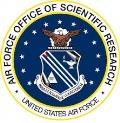 AIR FORCE OFFICE OF SCIENTIFIC RESEARCH
UNITED STATES AIR FORCE